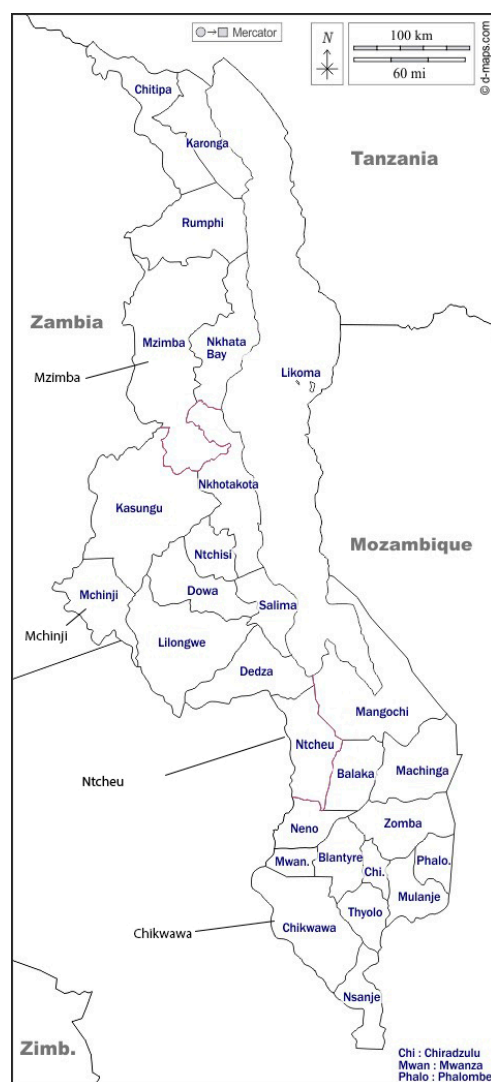 Mercator
N
100 km
60 mi
© d-maps.com
Chitipa
Karonga
Tanzania
Rumphi
Zambia
Mzimba
Nkhata
Bay
Mzimba
Likoma
Nkhotakota
Kasungu
Mozambique
Ntchisi
Mchinji
Dowa
Salima
Mchinji
Lilongwe
Dedza
Mangochi
Ntcheu
Ntcheu
Balaka
Machinga
Neno
Zomba
Mwan.
Blantyre
Chi.
Phalo.
Mulanje
Thyolo
Chikwawa
Chikwawa
Nsanje
Zimb.
Chi : Chiradzulu
Mwan : Mwanza
Phalo : Phalombe